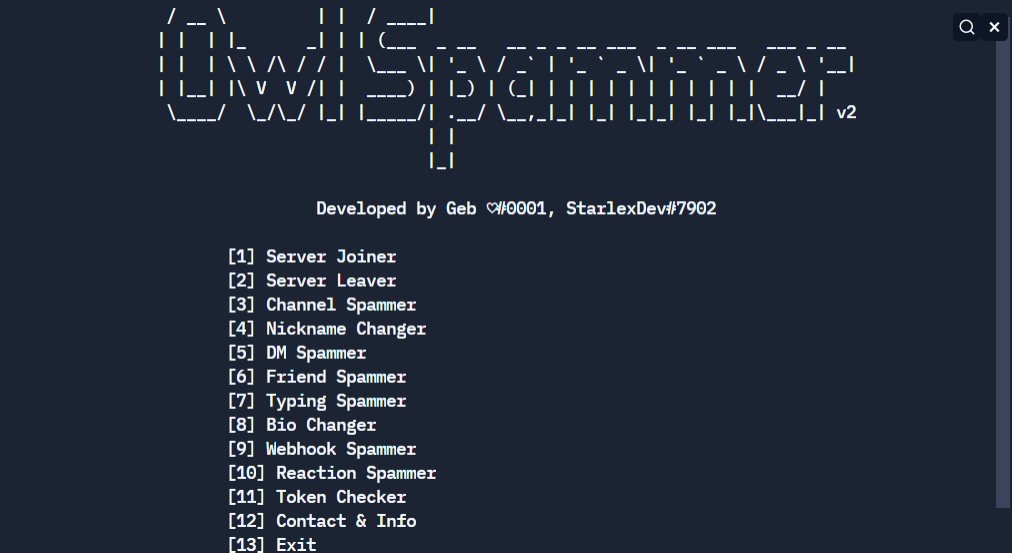 OwlSpammer v2
Developed by Geb ♡#0001, StarlexDev#7902
[1] Server Joiner
[2] Server Leaver
[3] Channel Spammer
[4] Nickname Changer
[5] DM Spammer
[6] Friend Spammer
[7] Typing Spammer
[8] Bio Changer
[9] Webhook Spammer
[10] Reaction Spammer
[11] Token Checker
[12] Contact & Info
[13] Exit